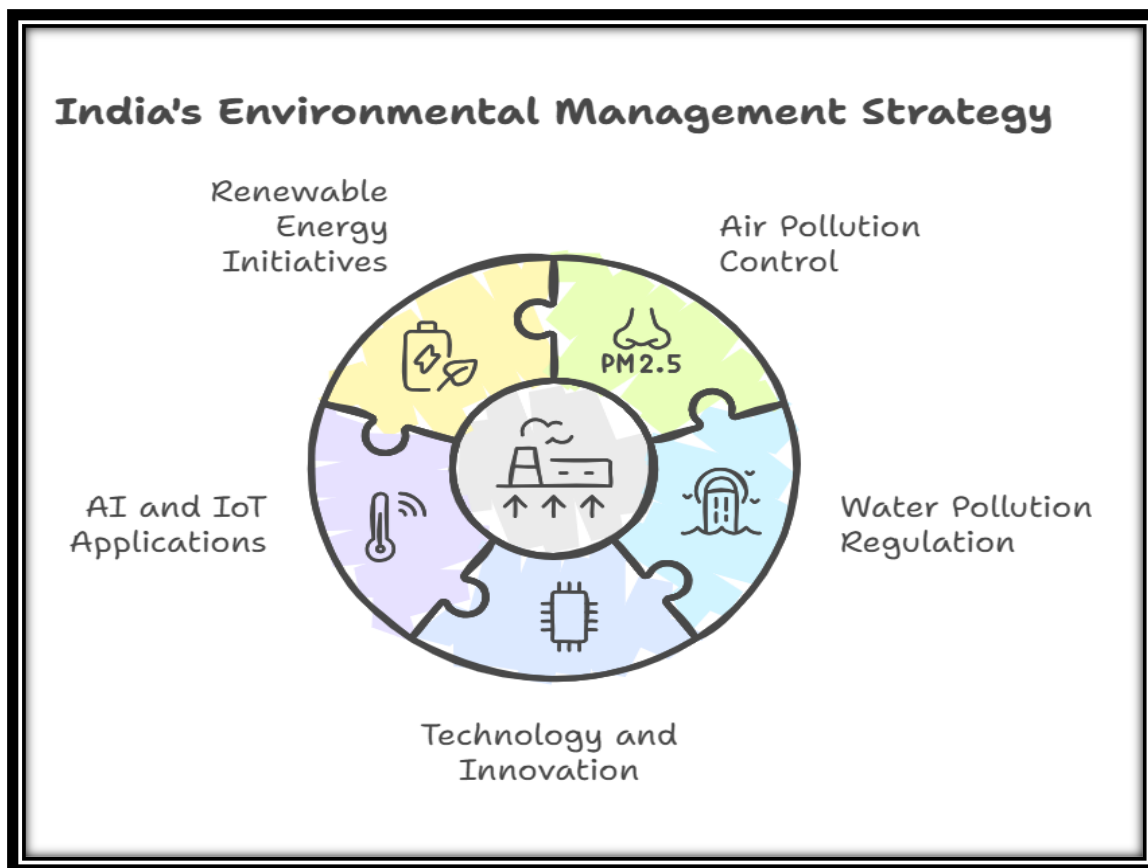 India's Environmental Management Strategy
Renewable
Energy
Initiatives
Air Pollution
Control
PM2.5
AI and IoT
Applications
Water Pollution
Regulation
Technology and
Innovation